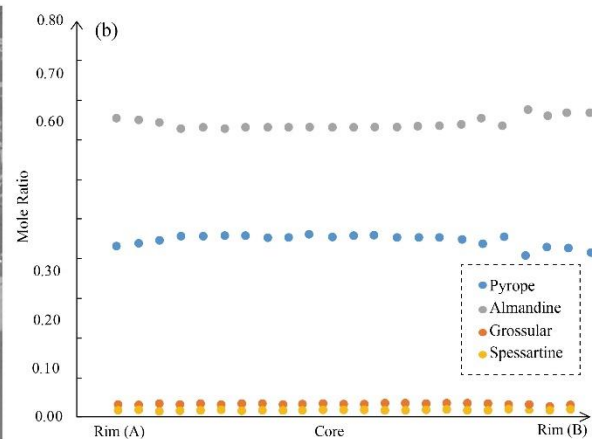 0.80
(b)
0.70
0.60
0.30
0.20
0.10
0.00
Mole Ratio
Pyrope
Almandine
Grossular
Spessartine
Rim (A)
Core
Rim (B)